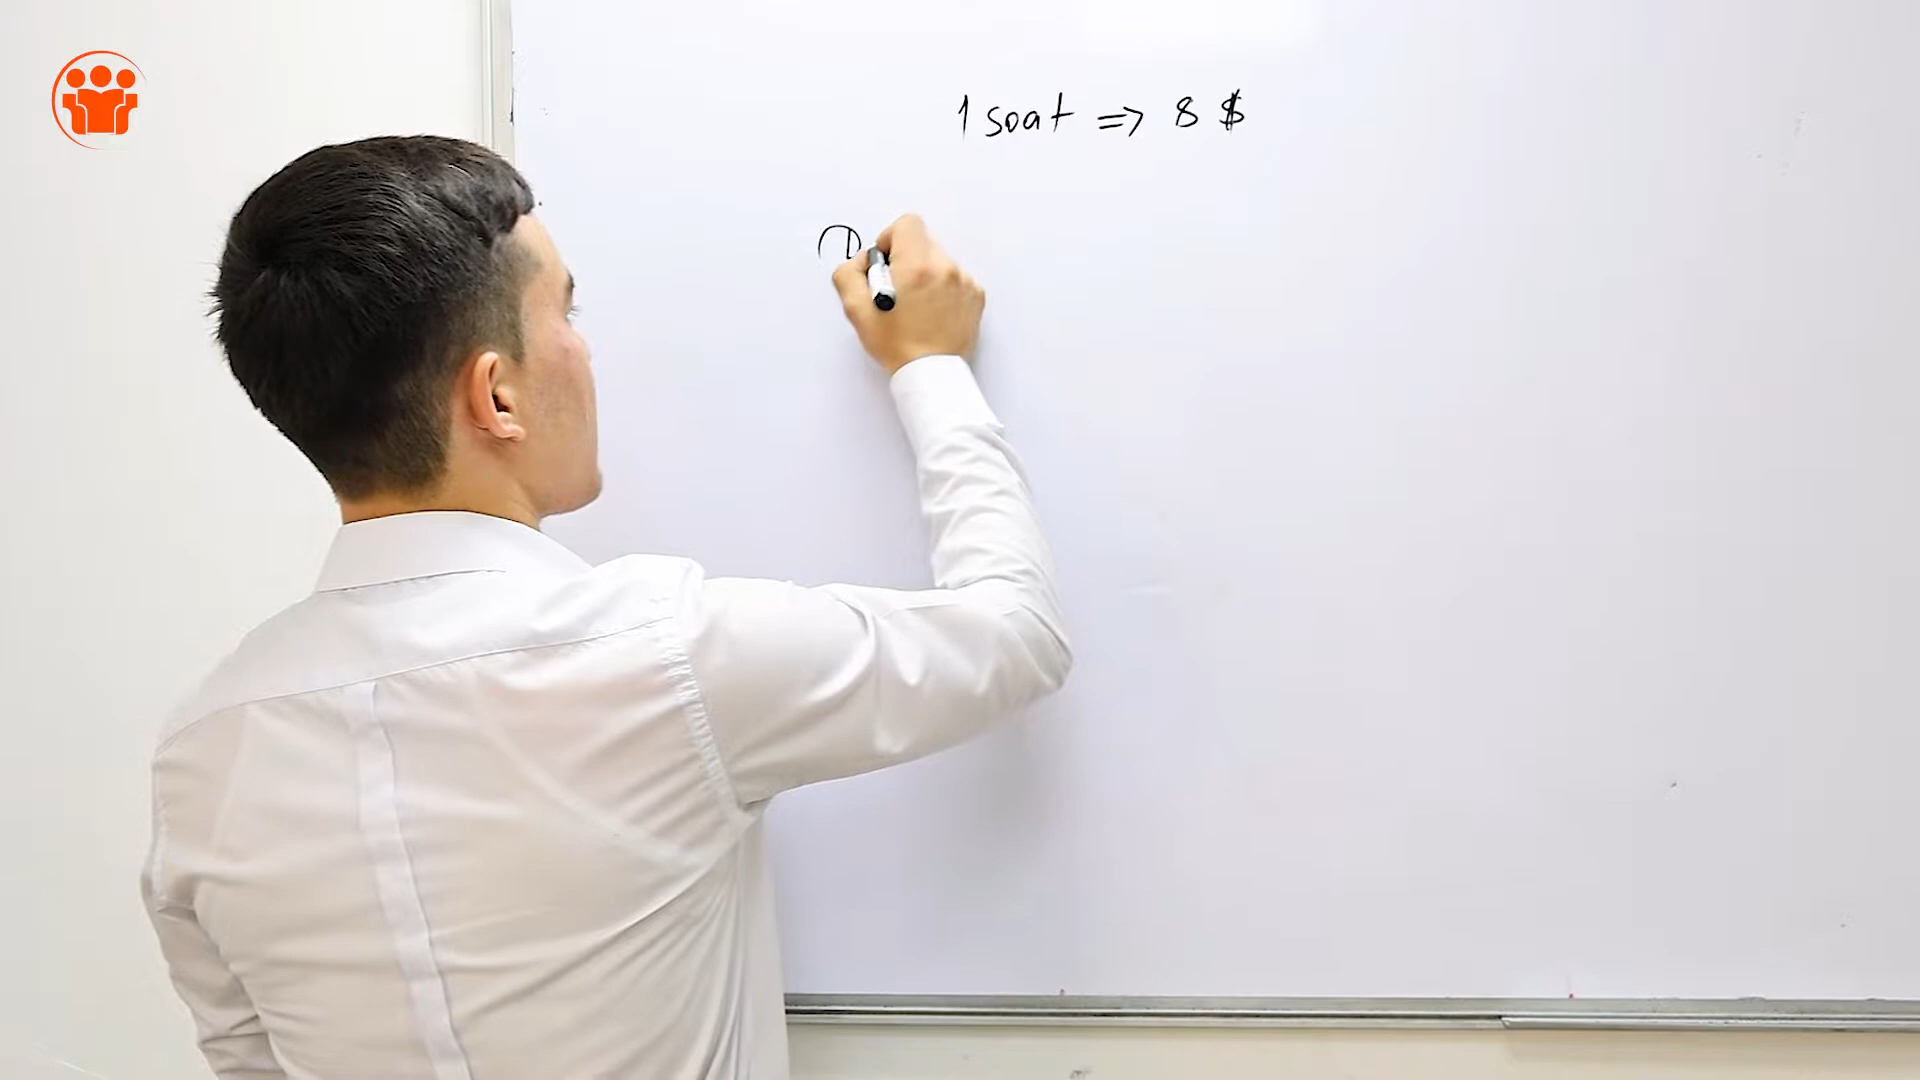 1 soat => 8 $